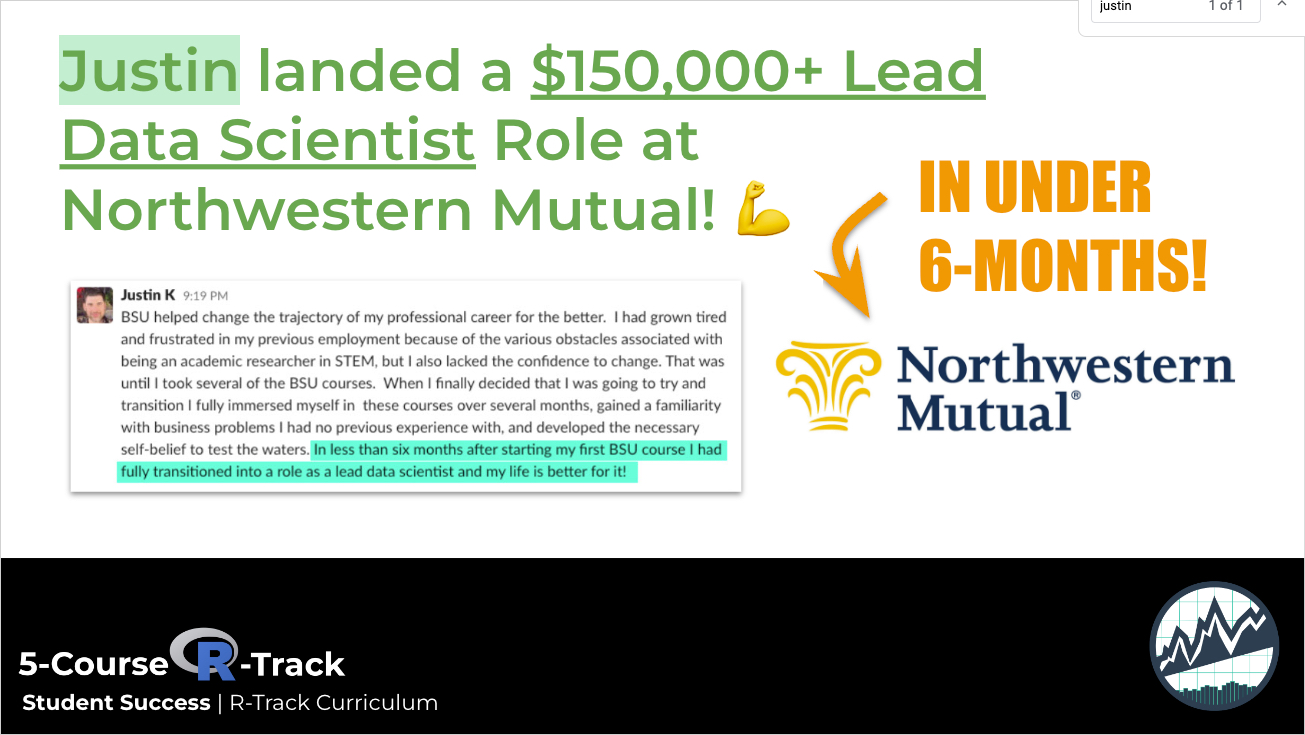 justin 1 of 1
Justin landed a $150,000+ Lead
Data Scientist Role at
Northwestern Mutual! 💪
IN UNDER
6-MONTHS!
Justin K 9:19 PM
BSU helped change the trajectory of my professional career for the better. I had grown tired
and frustrated in my previous employment because of the various obstacles associated with
being an academic researcher in STEM, but I also lacked the confidence to change. That was
until I took several of the BSU courses. When I finally decided that I was going to try and
transition I fully immersed myself in these courses over several months, gained a familiarity
with business problems I had no previous experience with, and developed the necessary
self-belief to test the waters. In less than six months after starting my first BSU course I had
fully transitioned into a role as a lead data scientist and my life is better for it!
Northwestern
Mutual®
5-Course R-Track
Student Success | R-Track Curriculum